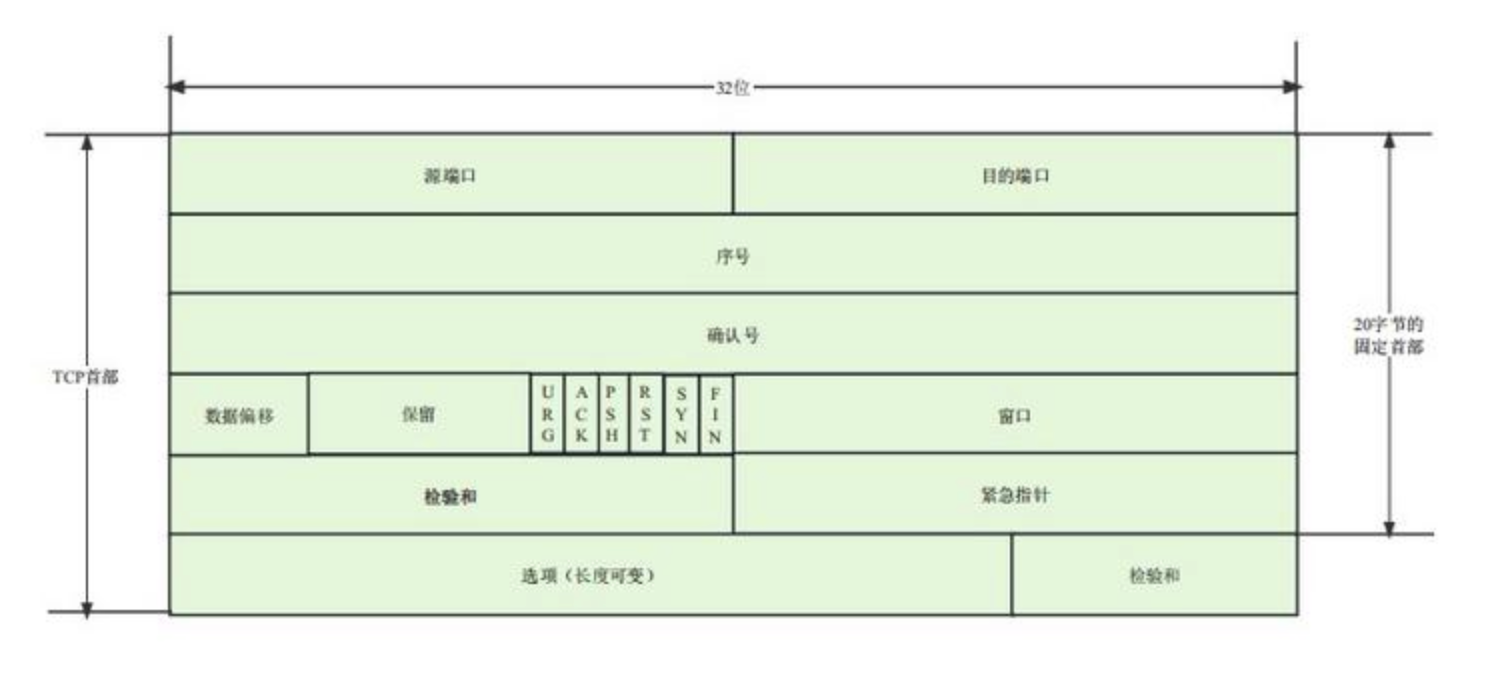 32位
源端口
目的端口
序号
确认号
TCP首部
20字节的
固定首部
数据偏移
保留
URG
ACK
PSH
RST
SYN
FIN
窗口
检验和
紧急指针
选项（长度可变）
检验和